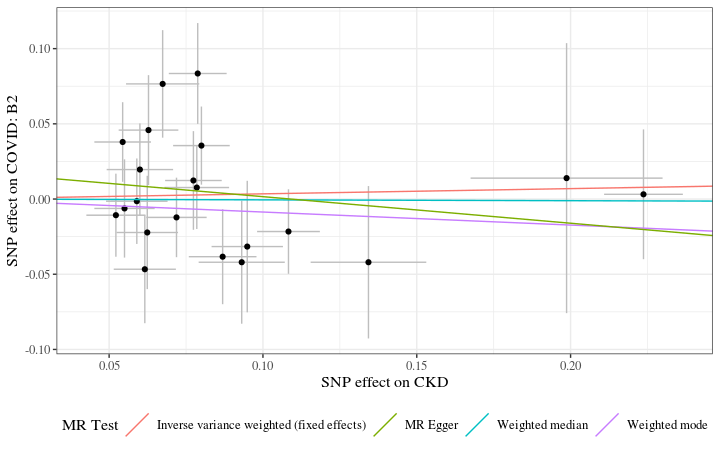 SNP effect on COVID: B2
0.10
0.05
0.00
-0.05
-0.10
0.05 0.10 0.15 0.20
SNP effect on CKD
MR Test Inverse variance weighted (fixed effects) MR Egger Weighted median Weighted mode